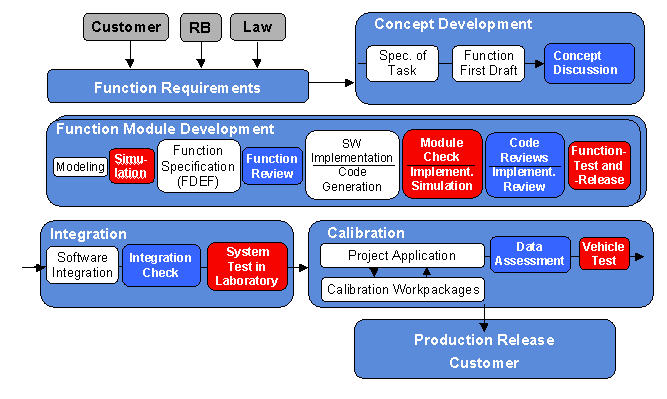 Customer
RB
Law
Function Requirements
Concept Development
Spec. of
Task
Function
First Draft
Concept
Discussion
Function Module Development
Modeling
Simu-
lation
Function
Specification
(FDEF)
Function
Review
SW
Implementation
Code
Generation
Module
Check
Implement.
Simulation
Code
Reviews
Implement.
Review
Function-
Test and
-Release
Integration
Software
Integration
Integration
Check
System
Test in
Laboratory
Calibration
Project Application
Calibration Workpackages
Data
Assessment
Vehicle
Test
Production Release
Customer